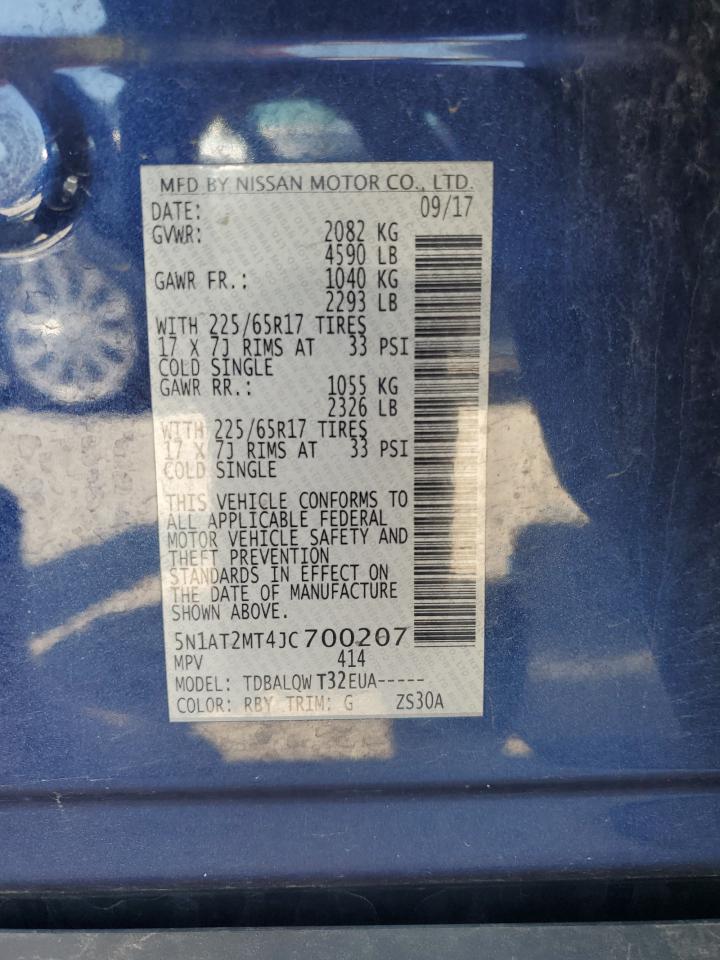 MFD BY NISSAN MOTOR CO., LTD.
DATE: 09/17
GVWR: 2082 KG
4590 LB
GAWR FR.: 1040 KG
2293 LB
WITH 225/65R17 TIRES
17 X 7J RIMS AT 33 PSI
COLD SINGLE
GAWR RR.: 1055 KG
2326 LB
WITH 225/65R17 TIRES
17 X 7J RIMS AT 33 PSI
COLD SINGLE
THIS VEHICLE CONFORMS TO
ALL APPLICABLE FEDERAL
MOTOR VEHICLE SAFETY AND
THEFT PREVENTION
STANDARDS IN EFFECT ON
THE DATE OF MANUFACTURE
SHOWN ABOVE.
5N1AT2MT4JC700207
MPV 414
MODEL: TDBALQWT32EUA-----
COLOR: RBY TRIM: G ZS30A